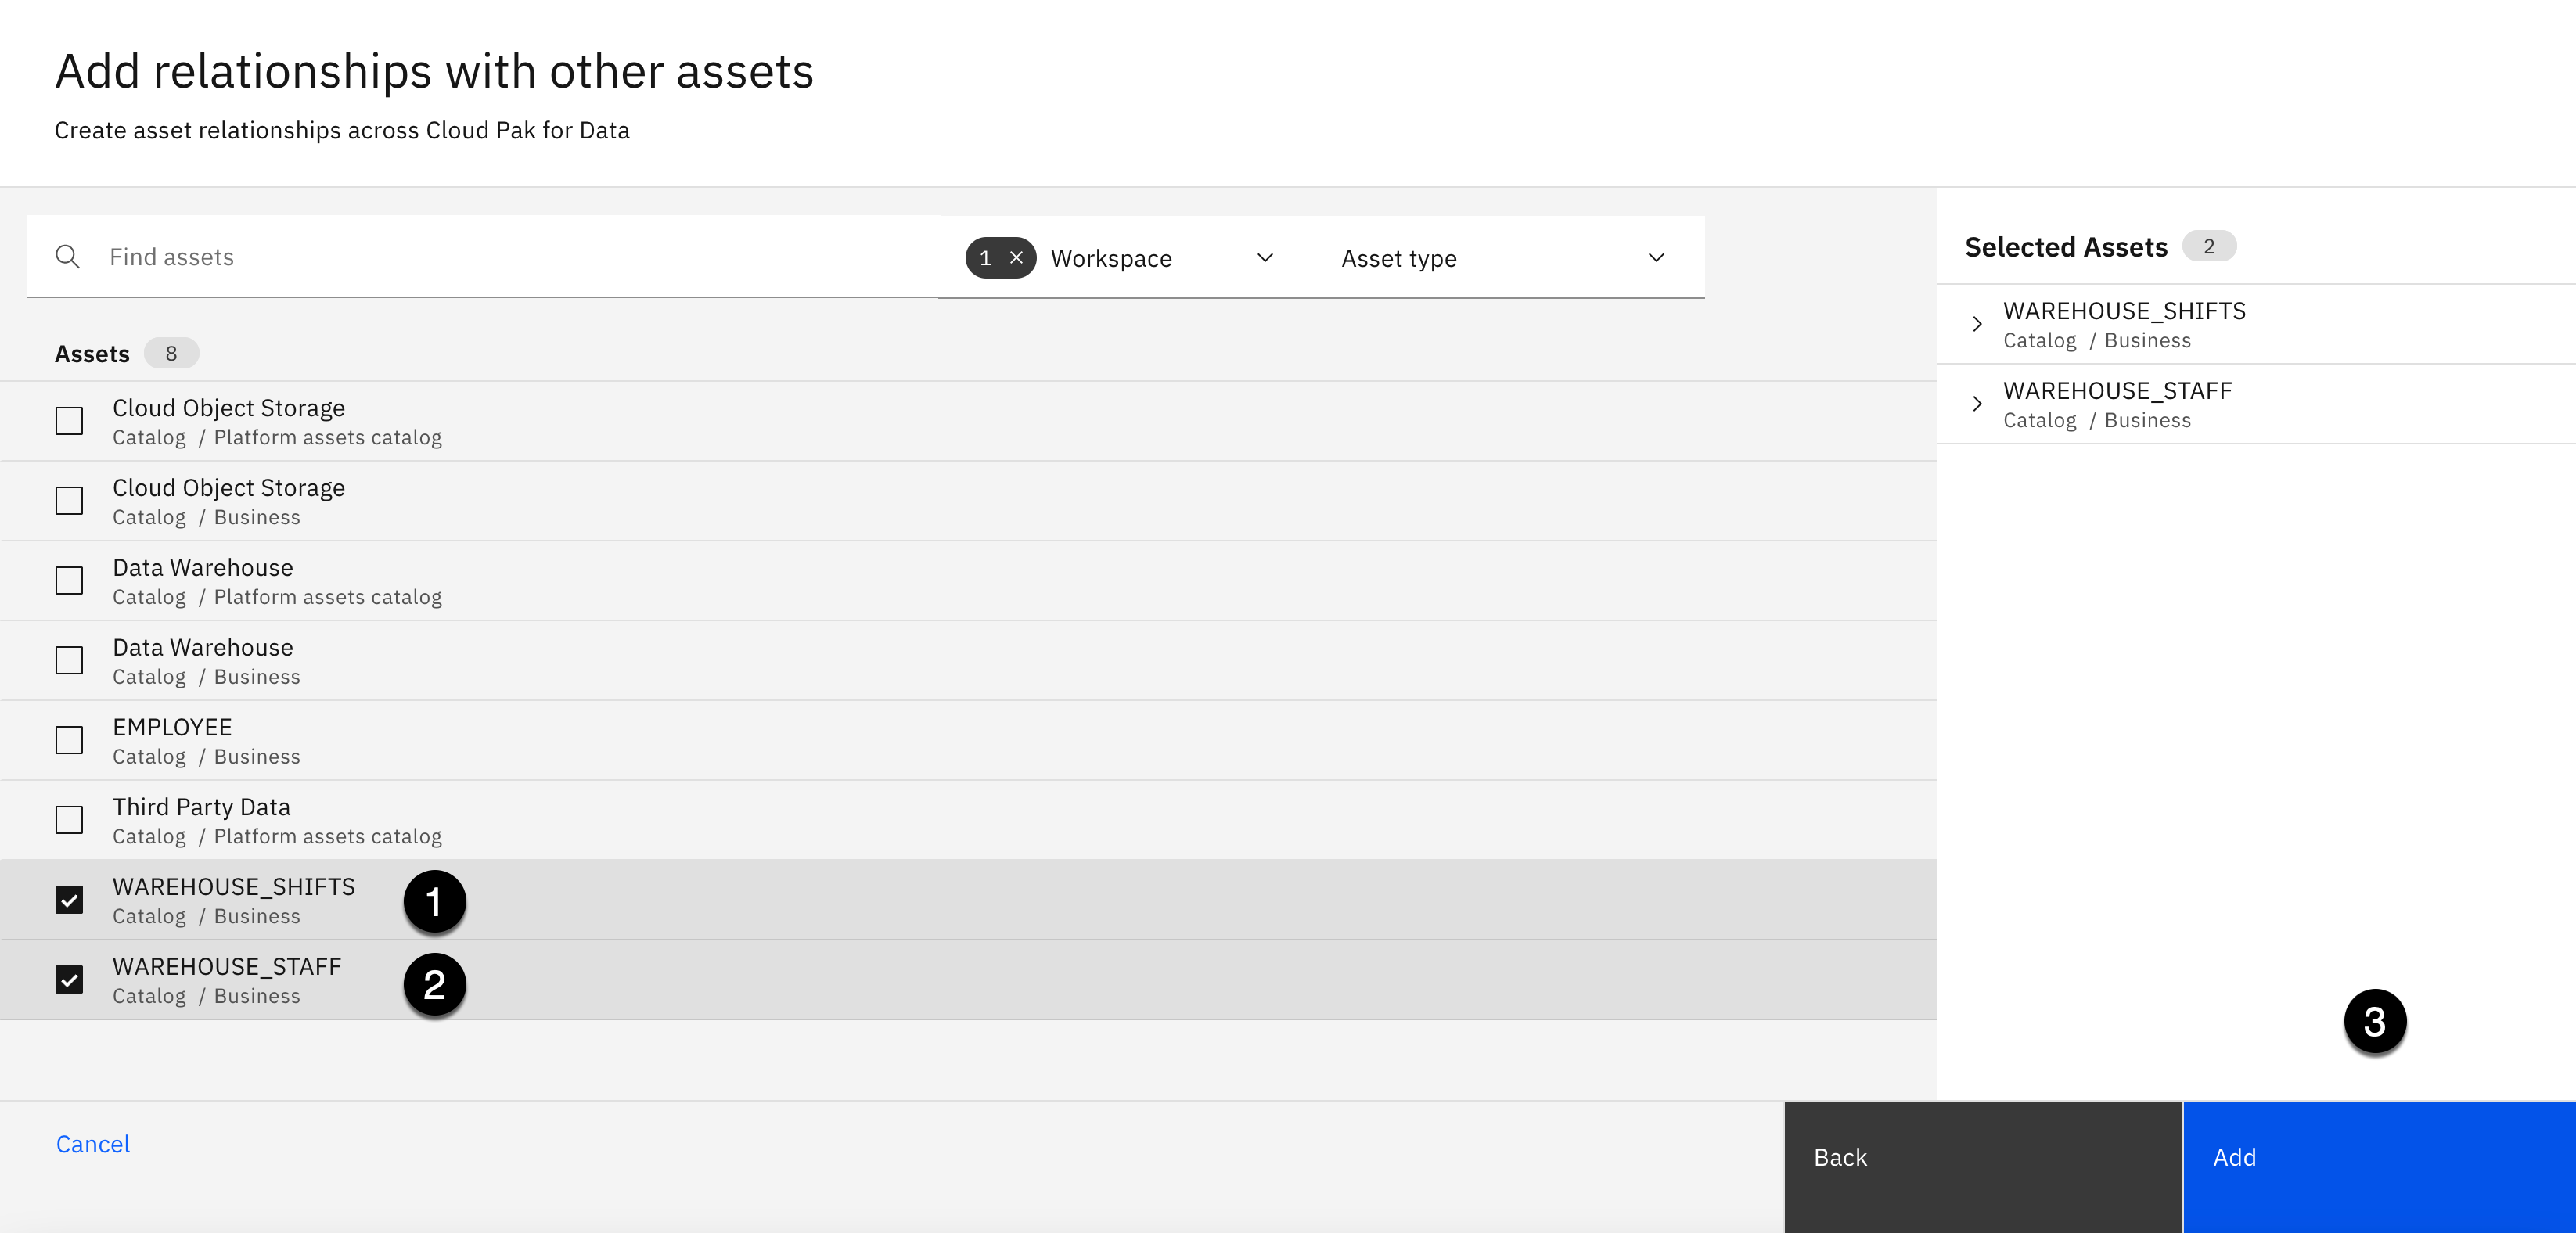 Add relationships with other assets
Create asset relationships across Cloud Pak for Data
Find assets
1 × Workspace
Asset type
Assets 8
Cloud Object Storage
Catalog / Platform assets catalog
Cloud Object Storage
Catalog / Business
Data Warehouse
Catalog / Platform assets catalog
Data Warehouse
Catalog / Business
EMPLOYEE
Catalog / Business
Third Party Data
Catalog / Platform assets catalog
WAREHOUSE_SHIFTS
Catalog / Business
1
WAREHOUSE_STAFF
Catalog / Business
2
Selected Assets 2
WAREHOUSE_SHIFTS
Catalog / Business
WAREHOUSE_STAFF
Catalog / Business
3
Cancel
Back
Add